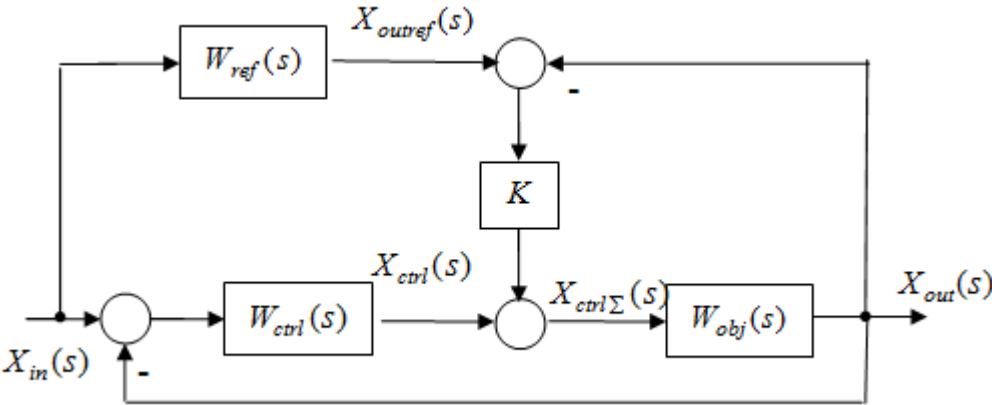 X_outref(s)
W_ref(s)
-
K
X_ctrl(s)
X_ctrlΣ(s)
X_out(s)
W_ctrl(s)
W_obj(s)
X_in(s)
-